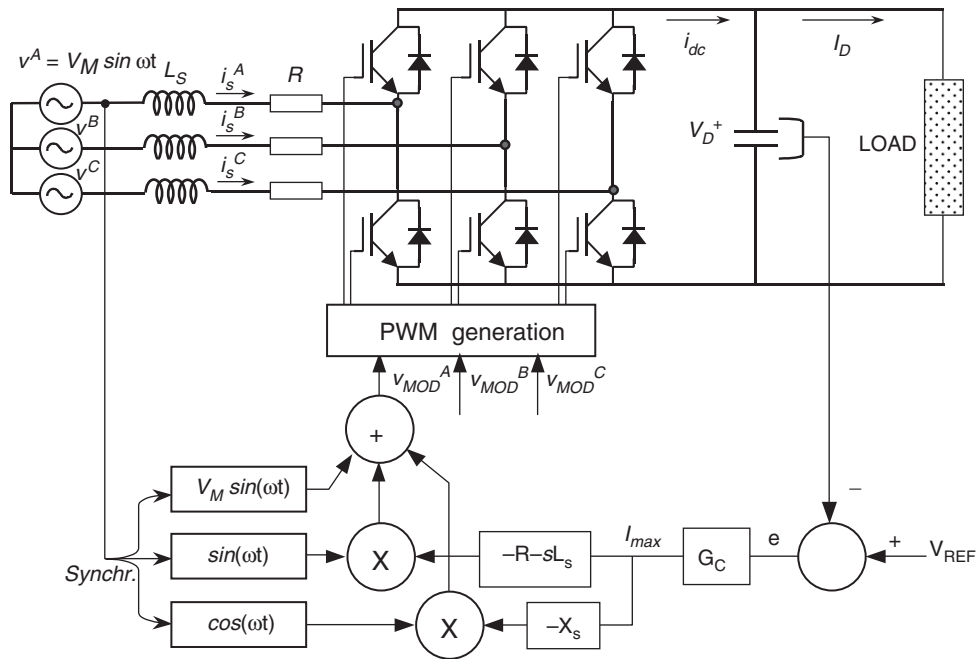 v^A = V_M sin ωt
L_S
i_s^A
R
i_dc
I_D
v^B
i_s^B
V_D^+
LOAD
v^C
i_s^C
PWM generation
v_MOD^A
v_MOD^B
v_MOD^C
+
V_M sin(ωt)
–
sin(ωt)
X
–R–sL_s
I_max
G_C
e
+
V_REF
Synchr.
cos(ωt)
X
–X_s